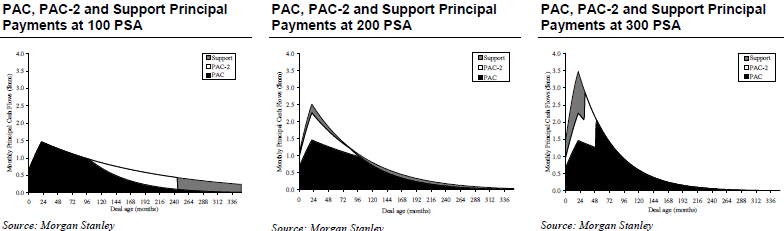 PAC, PAC-2 and Support Principal
Payments at 100 PSA
Monthly Principal Cash Flows ($mm)
4.0
3.5
3.0
2.5
2.0
1.5
1.0
0.5
0.0
Support
PAC-2
PAC
0 24 48 72 96 120 144 168 192 216 240 264 288 312 336
Deal age (months)
Source: Morgan Stanley
PAC, PAC-2 and Support Principal
Payments at 200 PSA
Monthly Principal Cash Flows ($mm)
4.0
3.5
3.0
2.5
2.0
1.5
1.0
0.5
0.0
Support
PAC-2
PAC
0 24 48 72 96 120 144 168 192 216 240 264 288 312 336
Deal age (months)
Source: Morgan Stanley
PAC, PAC-2 and Support Principal
Payments at 300 PSA
Monthly Principal Cash Flows ($mm)
4.0
3.5
3.0
2.5
2.0
1.5
1.0
0.5
0.0
Support
PAC-2
PAC
0 24 48 72 96 120 144 168 192 216 240 264 288 312 336
Deal age (months)
Source: Morgan Stanley